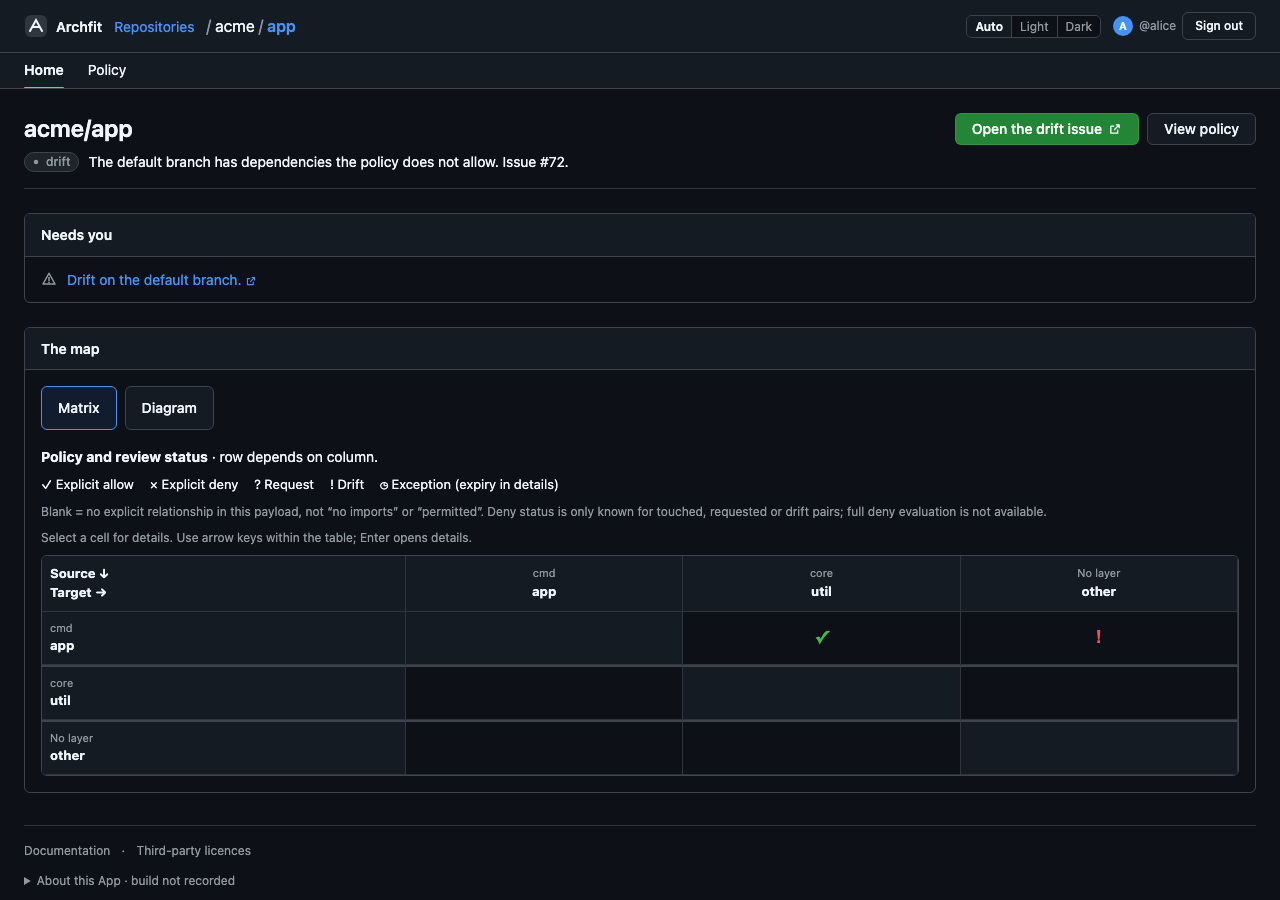 A Archfit Repositories / acme / app Auto Light Dark A @alice Sign out
Home Policy
acme/app
Open the drift issue View policy
• drift The default branch has dependencies the policy does not allow. Issue #72.
Needs you
Drift on the default branch.
The map
Matrix Diagram
Policy and review status · row depends on column.
✓ Explicit allow × Explicit deny ? Request ! Drift ◷ Exception (expiry in details)
Blank = no explicit relationship in this payload, not “no imports” or “permitted”. Deny status is only known for touched, requested or drift pairs; full deny evaluation is not available.
Select a cell for details. Use arrow keys within the table; Enter opens details.
Source ↓ cmd core No layer
Target → app util other
cmd
app ✓ !
core
util
No layer
other
Documentation · Third-party licences
▶ About this App · build not recorded